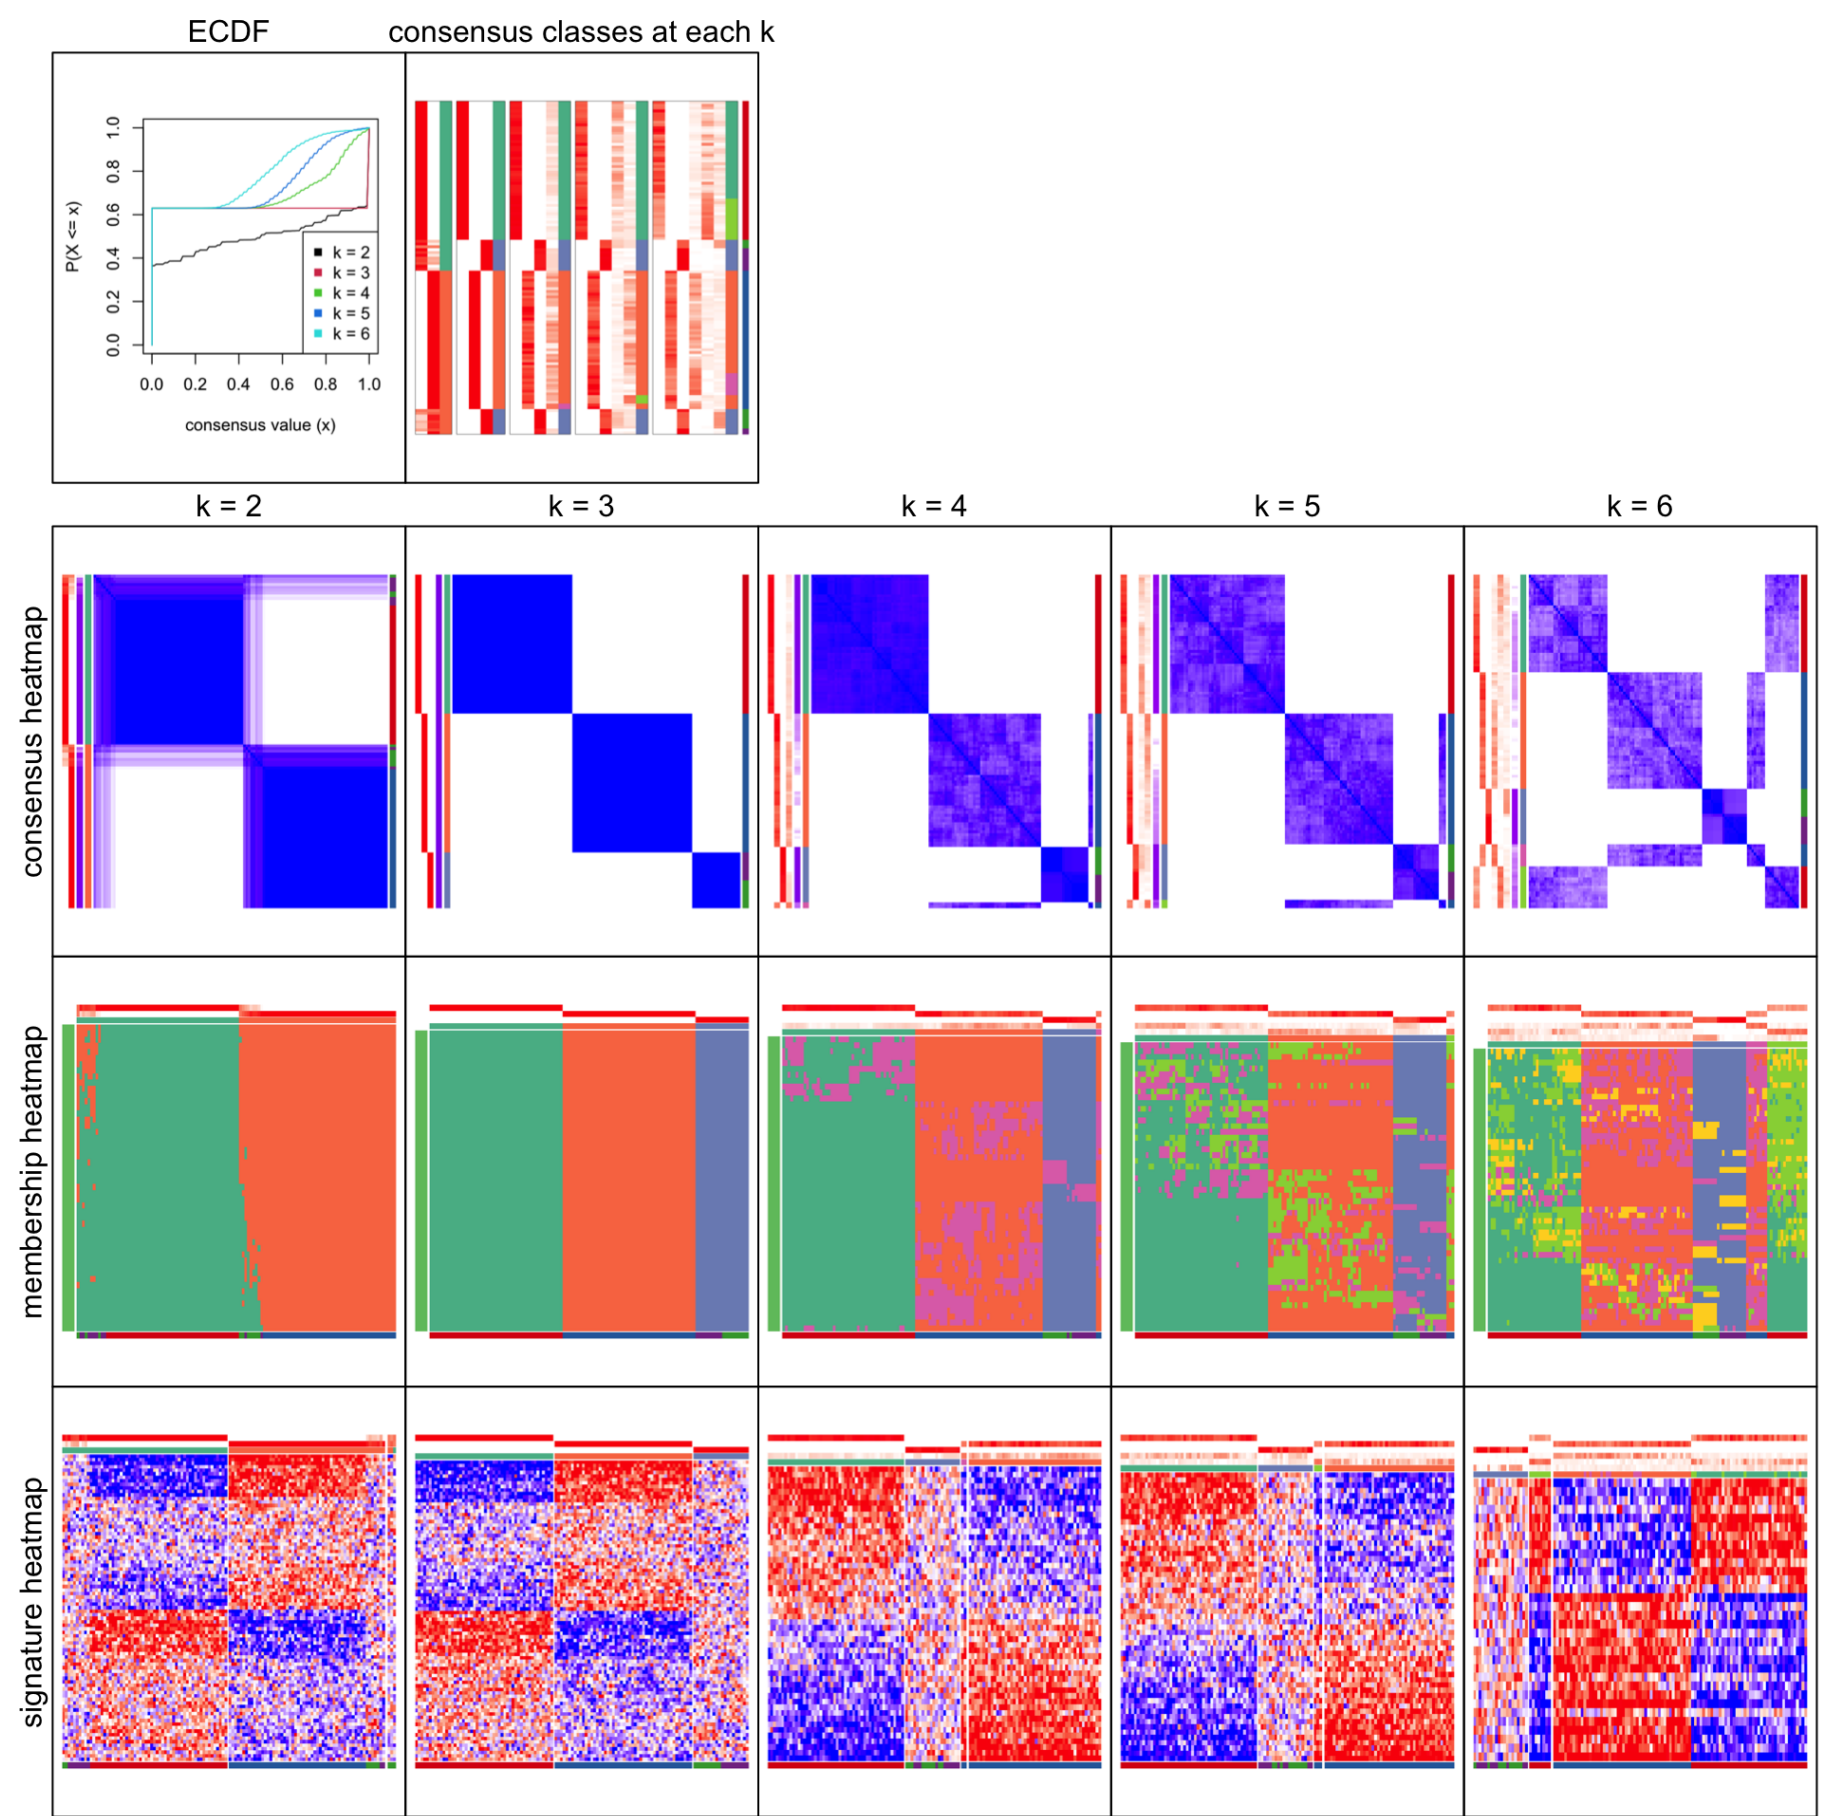 ECDF
consensus classes at each k
P(X <= x)
0.0 0.2 0.4 0.6 0.8 1.0
k = 2
k = 3
k = 4
k = 5
k = 6
0.0 0.2 0.4 0.6 0.8 1.0
consensus value (x)
k = 2 k = 3 k = 4 k = 5 k = 6
consensus heatmap
membership heatmap
signature heatmap